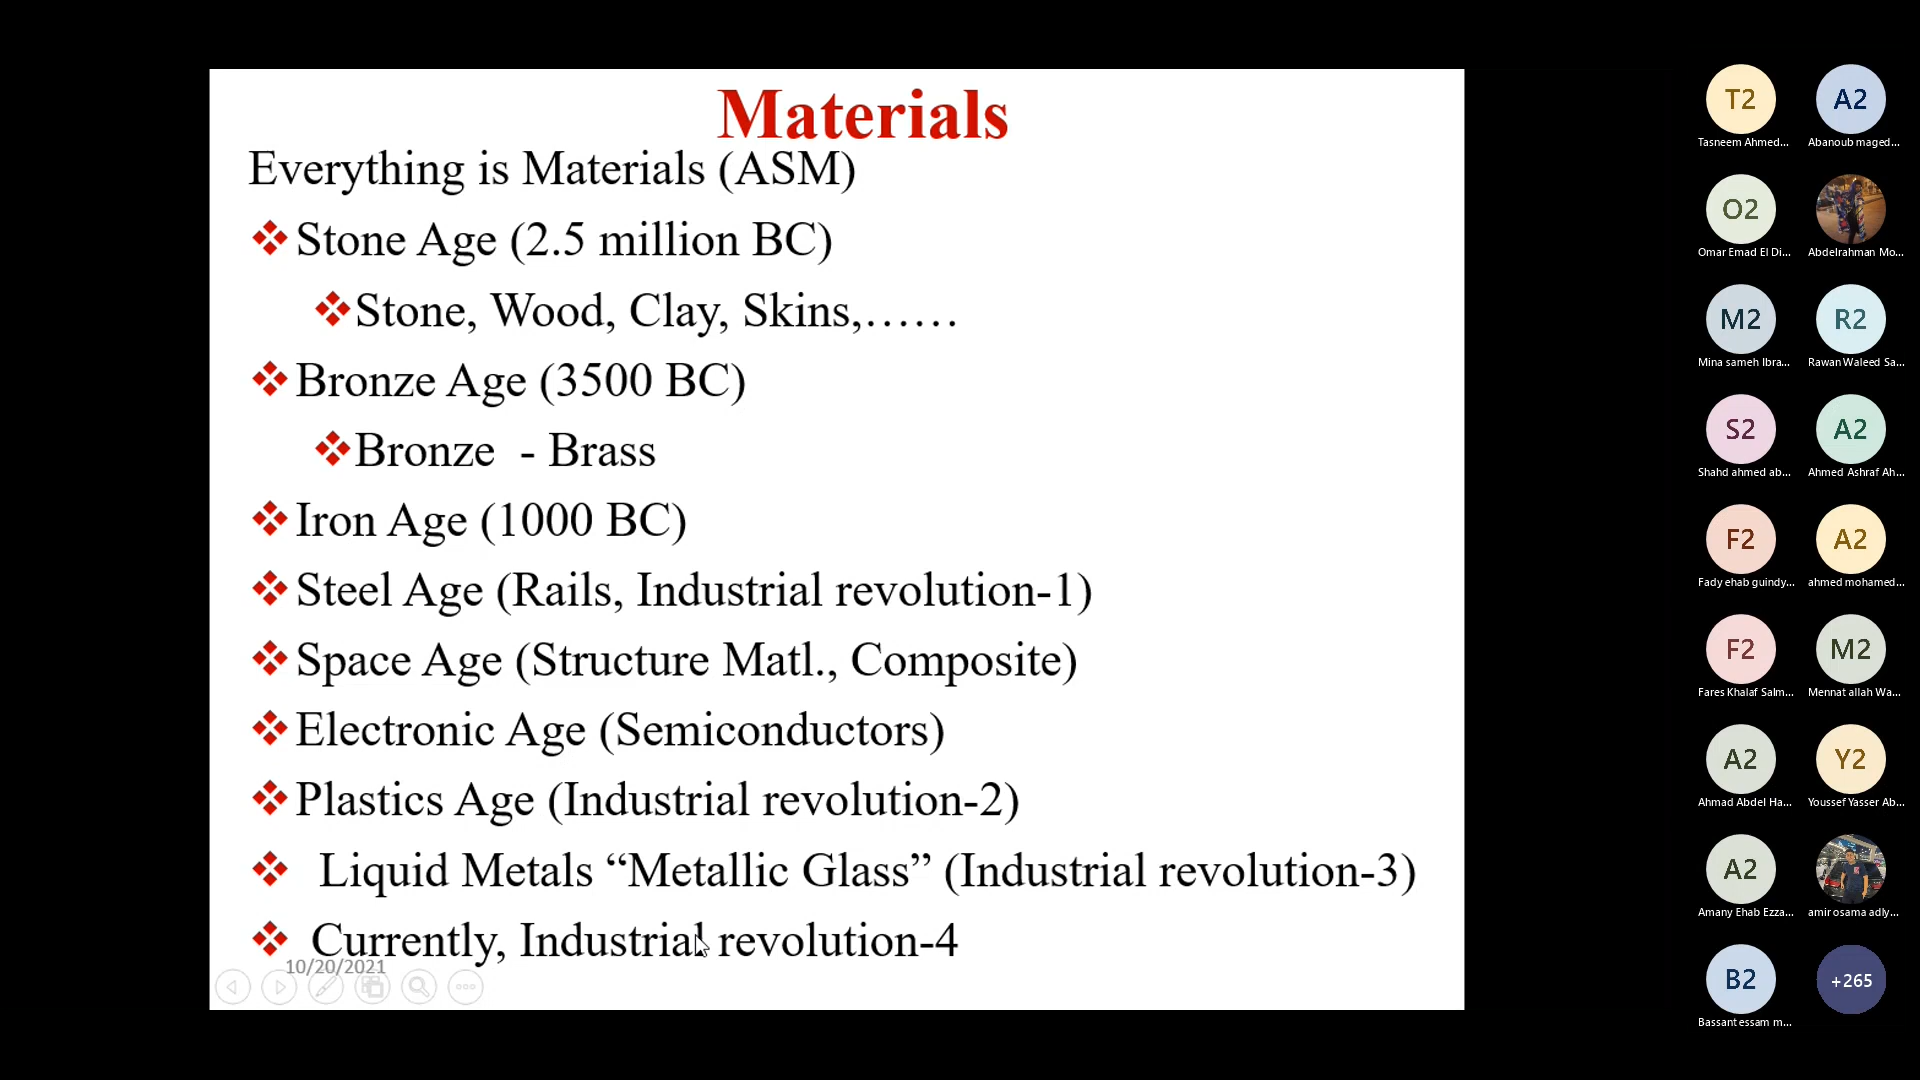 Materials
Everything is Materials (ASM)
Stone Age (2.5 million BC)
Stone, Wood, Clay, Skins,……
Bronze Age (3500 BC)
Bronze - Brass
Iron Age (1000 BC)
Steel Age (Rails, Industrial revolution-1)
Space Age (Structure Matl., Composite)
Electronic Age (Semiconductors)
Plastics Age (Industrial revolution-2)
Liquid Metals “Metallic Glass” (Industrial revolution-3)
Currently, Industrial revolution-4
10/20/2021
T2 A2
Tasneem Ahmed... Abanoub maged...
O2
Omar Emad El Di... Abdelrahman Mo...
M2 R2
Mina sameh Ibra... Rawan Waleed Sa...
S2 A2
Shahd ahmed ab... Ahmed Ashraf Ah...
F2 A2
Fady ehab guindy... ahmed mohamed...
F2 M2
Fares Khalaf Salm... Mennat allah Wa...
A2 Y2
Ahmad Abdel Ha... Youssef Yasser Ab...
A2
Amany Ehab Ezza... amir osama adly...
B2 +265
Bassant essam m...